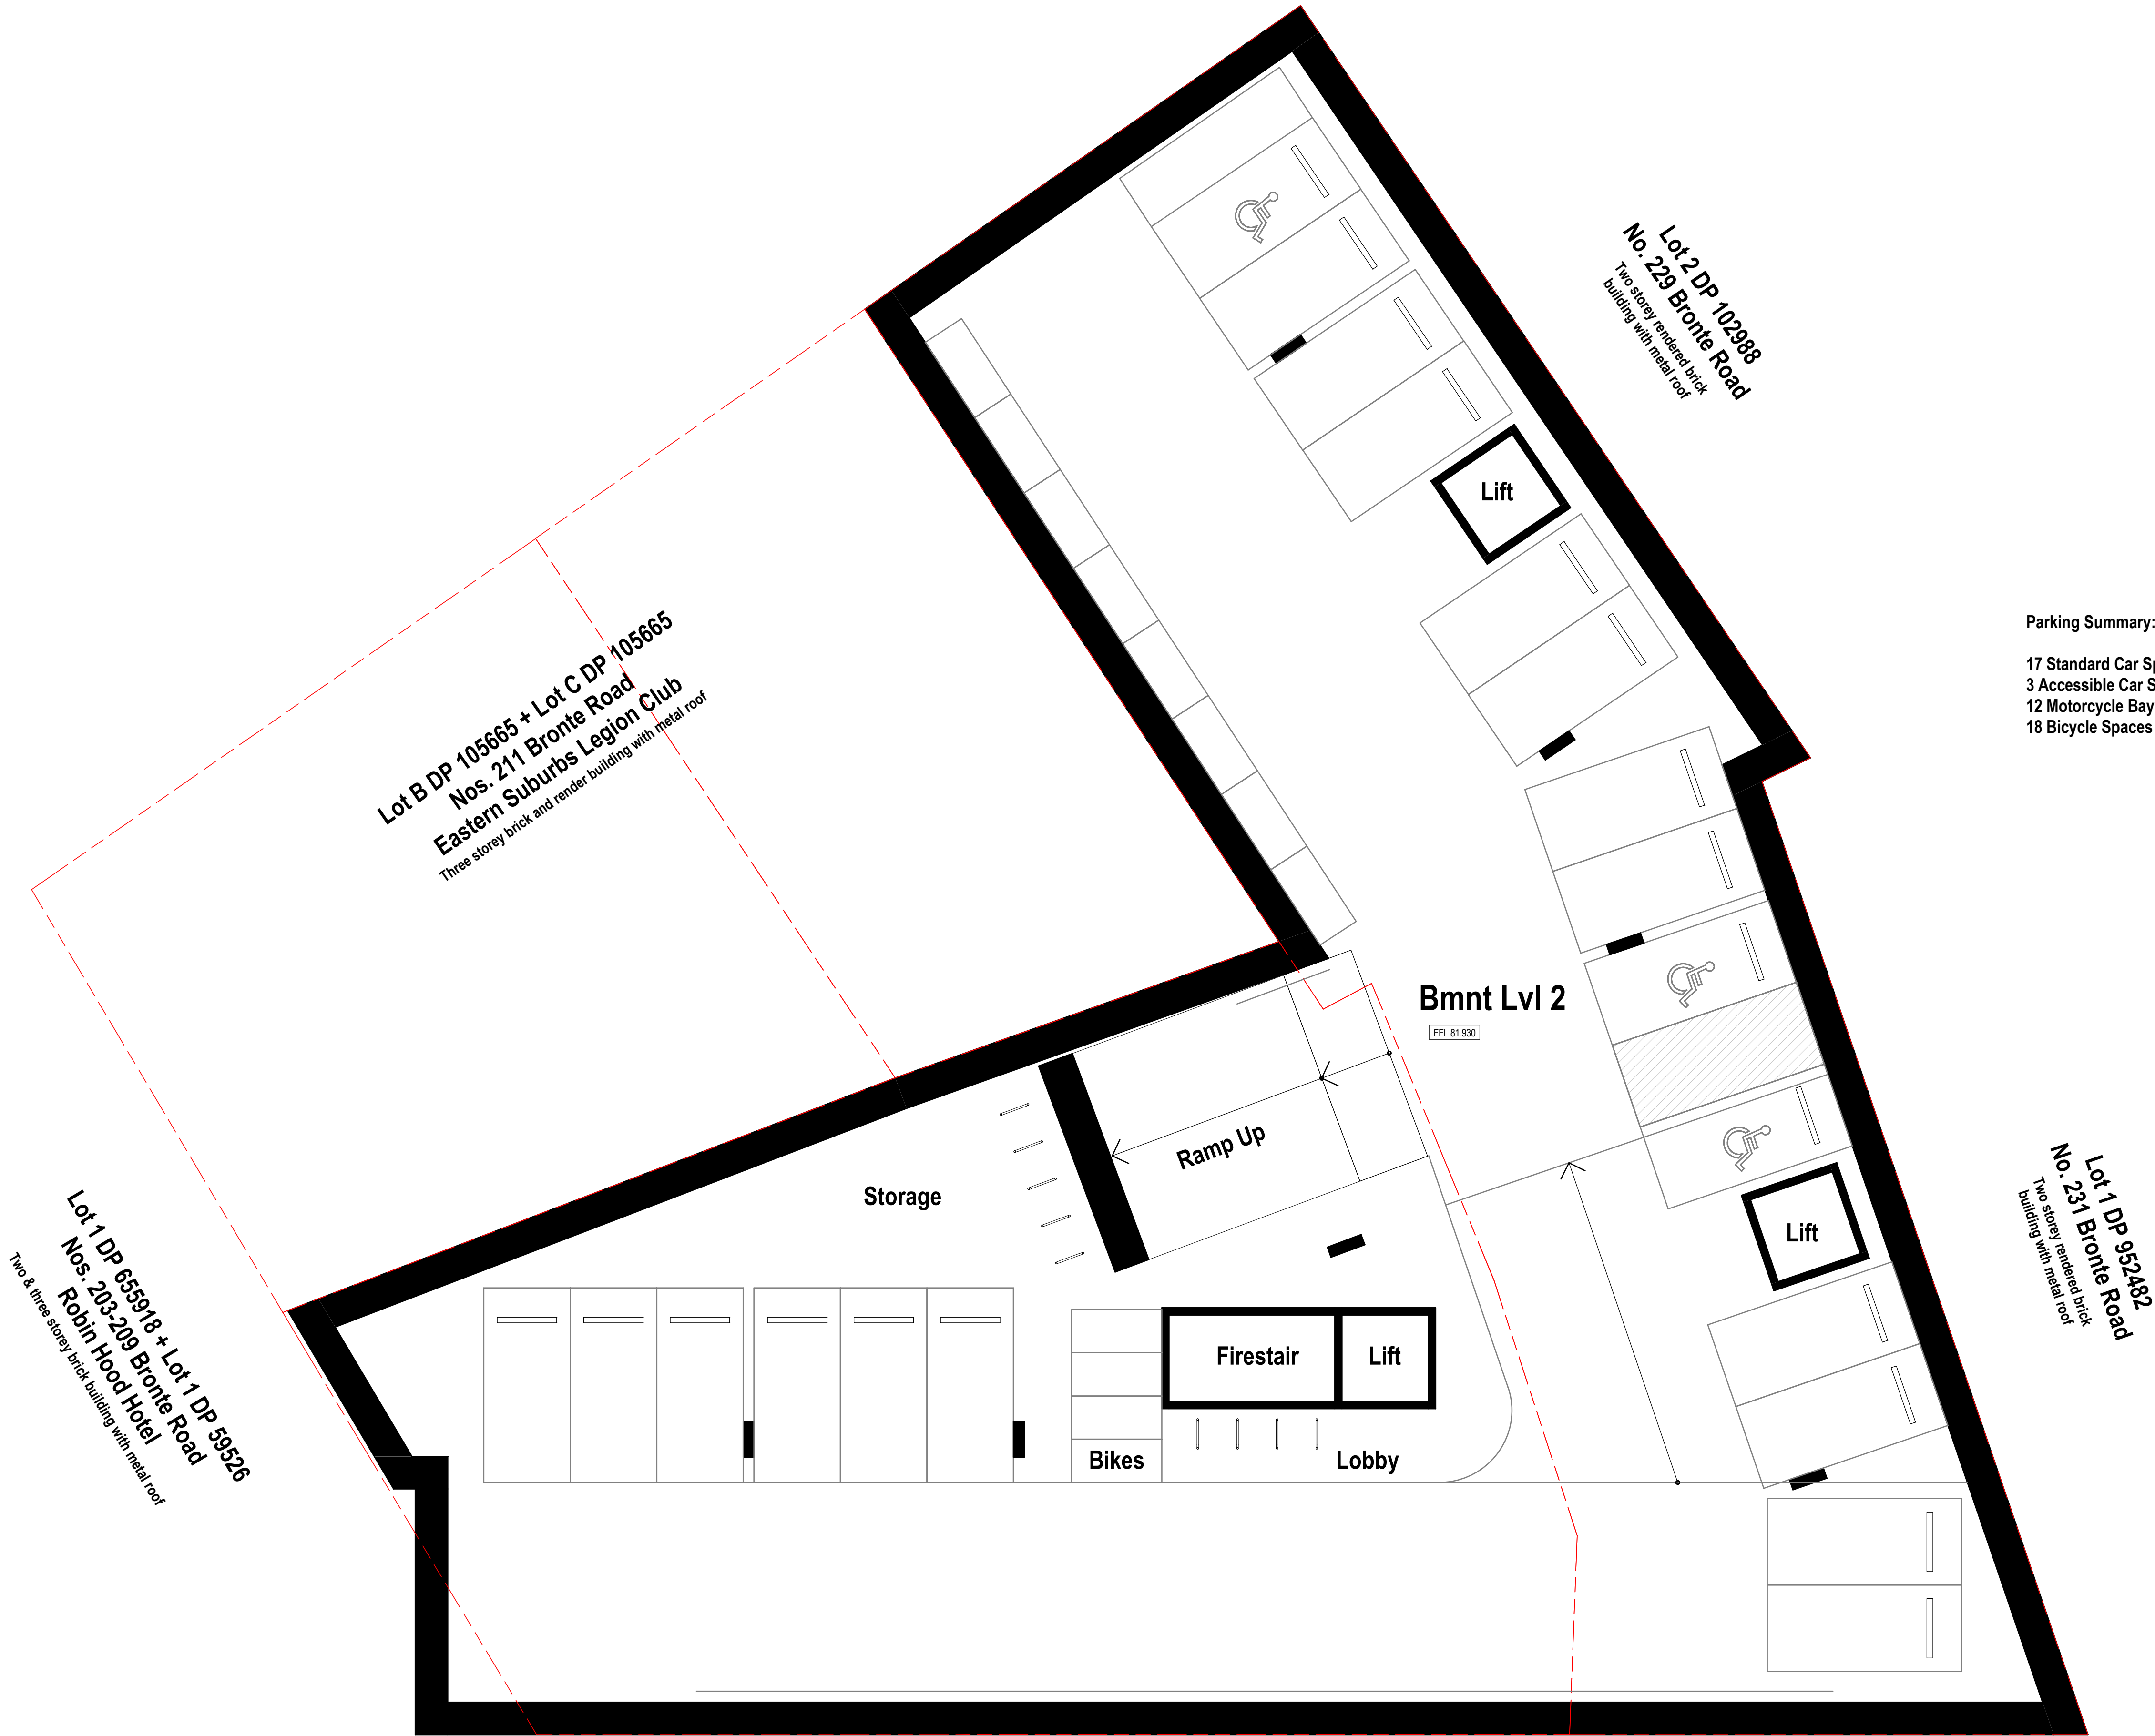 Lot 2 DP 102988
No. 229 Bronte Road
Two storey rendered brick
building with metal roof
Lift
Parking Summary:
17 Standard Car
3 Accessible Car
12 Motorcycle Bay
18 Bicycle Spaces
Lot B DP 105665 + Lot C DP 105665
Nos. 211 Bronte Road
Eastern Suburbs Legion Club
Three storey brick and render building with metal roof
Bmnt Lvl 2
FFL 81.930
Ramp Up
Storage
Lift
Lot 1 DP 952482
No. 231 Bronte Road
Two storey rendered brick
building with metal roof
Lot 1 DP 655918 + Lot 1 DP 59526
Nos. 203-209 Bronte Road
Robin Hood Hotel
Two & three storey brick building with metal roof
Firestair
Lift
Bikes
Lobby